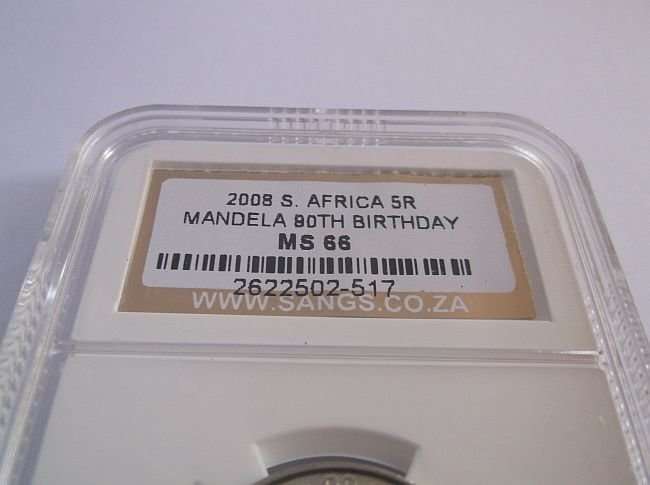 2008 S. AFRICA 5R
MANDELA 90TH BIRTHDAY
MS 66
2622502-517
WWW.SANGS.CO.ZA